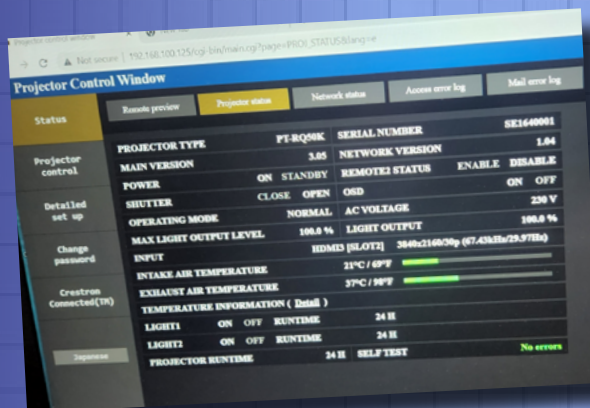 Projector control window
Not secure | 192.168.100.125/cgi-bin/main.cgi?page=PROJ_STATUS&lang=e
Projector Control Window
Status
Remote preview
Projector status
Network status
Access error log
Mail error log
Projector control
Detailed set up
Change password
Crestron Connected(TM)
Japanese
PROJECTOR TYPE PT-RQ50K SERIAL NUMBER SE1640001
MAIN VERSION 3.05 NETWORK VERSION 1.04
POWER ON STANDBY REMOTE2 STATUS ENABLE DISABLE
SHUTTER CLOSE OPEN OSD ON OFF
OPERATING MODE NORMAL AC VOLTAGE 230 V
MAX LIGHT OUTPUT LEVEL 100.0 % LIGHT OUTPUT 100.0 %
INPUT HDMI3 [SLOT2] 3840x2160/30p (67.43kHz/29.97Hz)
INTAKE AIR TEMPERATURE 21°C / 69°F
EXHAUST AIR TEMPERATURE 37°C / 98°F
TEMPERATURE INFORMATION ( Detail )
LIGHT1 ON OFF RUNTIME 24 H
LIGHT2 ON OFF RUNTIME 24 H
PROJECTOR RUNTIME 24 H SELF TEST No errors